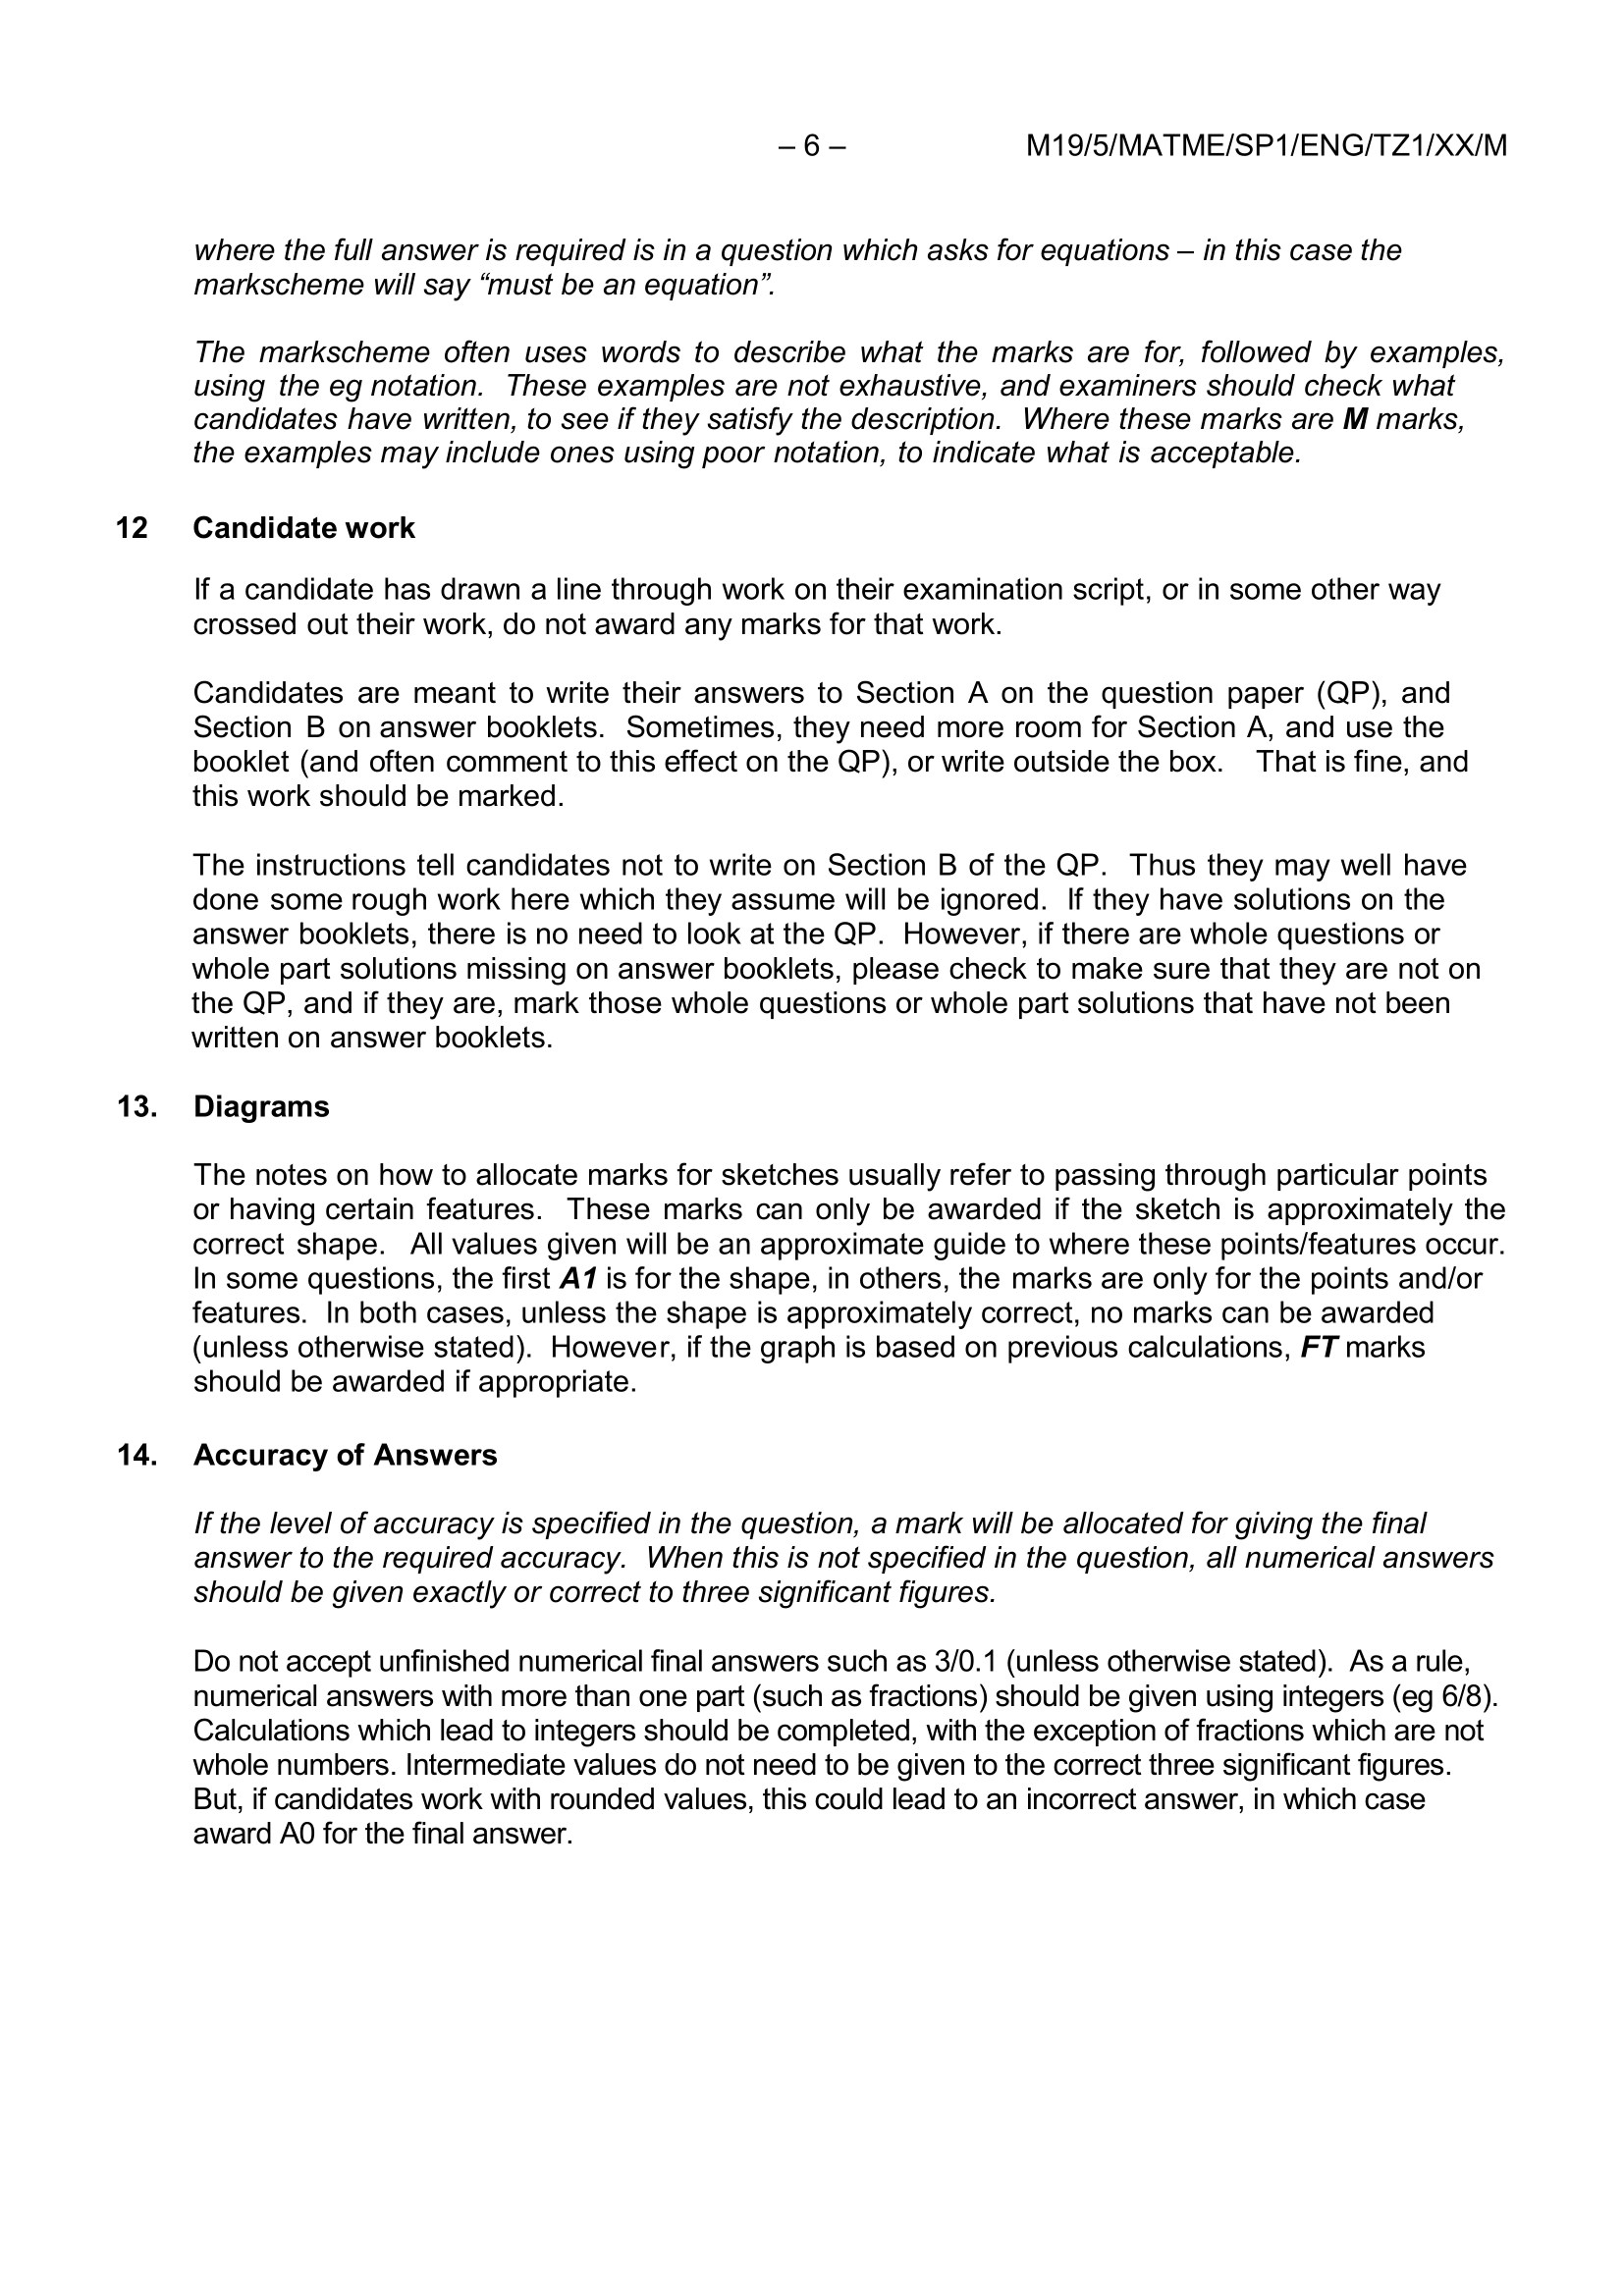 – 6 – M19/5/MATME/SP1/ENG/TZ1/XX/M
where the full answer is required is in a question which asks for equations – in this case the
markscheme will say “must be an equation”.
The markscheme often uses words to describe what the marks are for, followed by examples,
using the eg notation. These examples are not exhaustive, and examiners should check what
candidates have written, to see if they satisfy the description. Where these marks are M marks,
the examples may include ones using poor notation, to indicate what is acceptable.
12 Candidate work
If a candidate has drawn a line through work on their examination script, or in some other way
crossed out their work, do not award any marks for that work.
Candidates are meant to write their answers to Section A on the question paper (QP), and
Section B on answer booklets. Sometimes, they need more room for Section A, and use the
booklet (and often comment to this effect on the QP), or write outside the box. That is fine, and
this work should be marked.
The instructions tell candidates not to write on Section B of the QP. Thus they may well have
done some rough work here which they assume will be ignored. If they have solutions on the
answer booklets, there is no need to look at the QP. However, if there are whole questions or
whole part solutions missing on answer booklets, please check to make sure that they are not on
the QP, and if they are, mark those whole questions or whole part solutions that have not been
written on answer booklets.
13. Diagrams
The notes on how to allocate marks for sketches usually refer to passing through particular points
or having certain features. These marks can only be awarded if the sketch is approximately the
correct shape. All values given will be an approximate guide to where these points/features occur.
In some questions, the first A1 is for the shape, in others, the marks are only for the points and/or
features. In both cases, unless the shape is approximately correct, no marks can be awarded
(unless otherwise stated). However, if the graph is based on previous calculations, FT marks
should be awarded if appropriate.
14. Accuracy of Answers
If the level of accuracy is specified in the question, a mark will be allocated for giving the final
answer to the required accuracy. When this is not specified in the question, all numerical answers
should be given exactly or correct to three significant figures.
Do not accept unfinished numerical final answers such as 3/0.1 (unless otherwise stated). As a rule,
numerical answers with more than one part (such as fractions) should be given using integers (eg 6/8).
Calculations which lead to integers should be completed, with the exception of fractions which are not
whole numbers. Intermediate values do not need to be given to the correct three significant figures.
But, if candidates work with rounded values, this could lead to an incorrect answer, in which case
award A0 for the final answer.